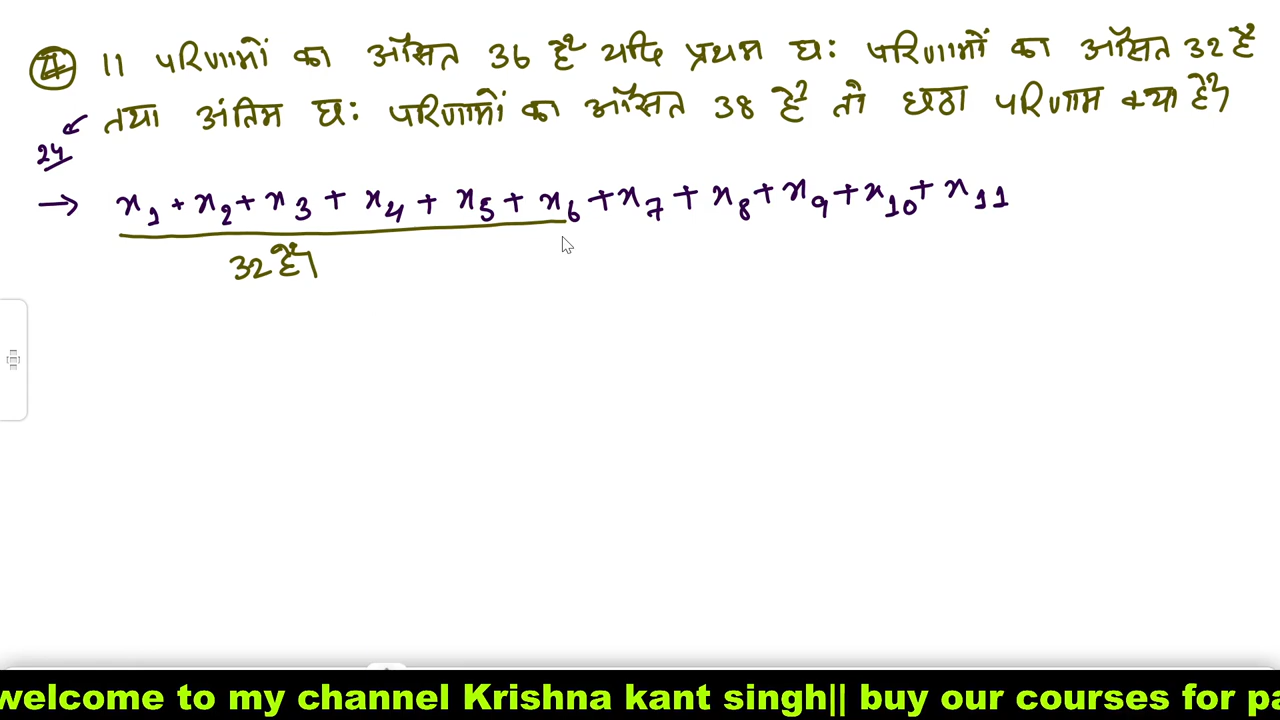 ④ 11 परिणामों का औसत 36 है यदि प्रथम छः परिणामों का औसत 32 है
तथा अंतिम छः परिणामों का औसत 38 है तो छठा परिणाम क्या है?
24
→ x₁ + x₂ + x₃ + x₄ + x₅ + x₆ + x₇ + x₈ + x₉ + x₁₀ + x₁₁
32 है।
welcome to my channel Krishna kant singh|| buy our courses for pa